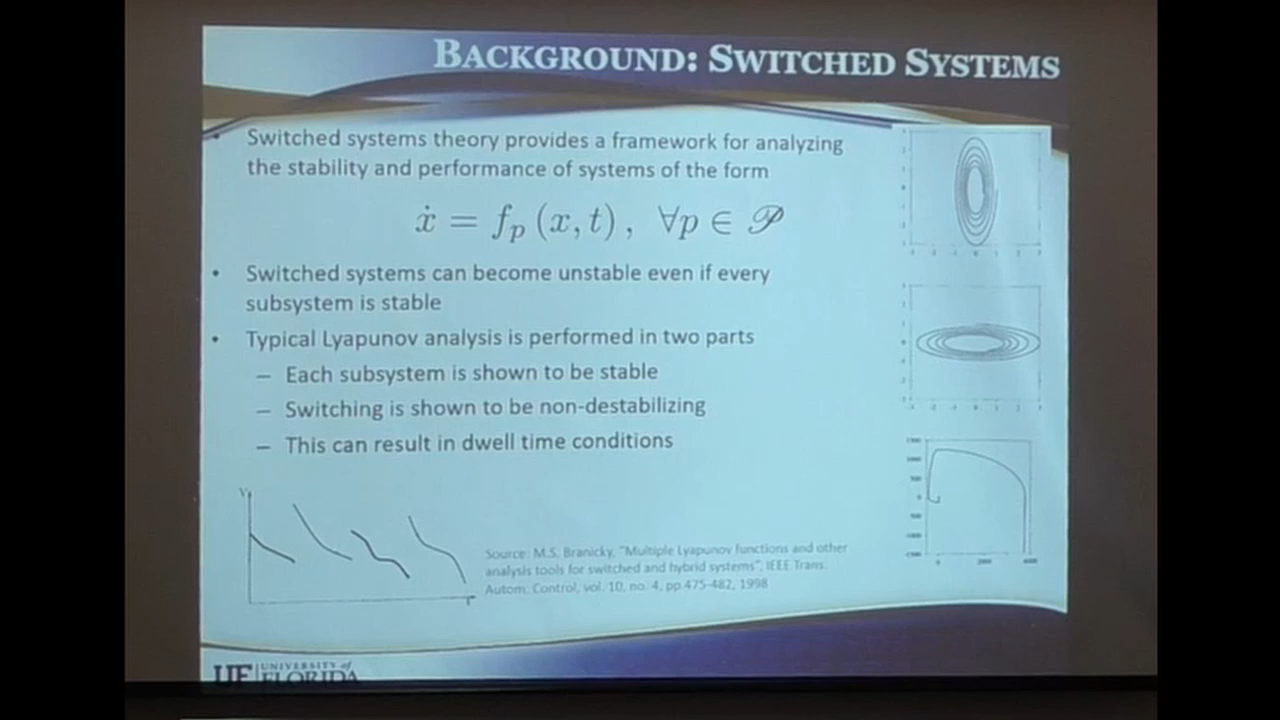 BACKGROUND: SWITCHED SYSTEMS
• Switched systems theory provides a framework for analyzing
the stability and performance of systems of the form
ẋ = f_p (x, t) , ∀p ∈ 𝒫
• Switched systems can become unstable even if every
subsystem is stable
• Typical Lyapunov analysis is performed in two parts
– Each subsystem is shown to be stable
– Switching is shown to be non-destabilizing
– This can result in dwell time conditions
V
T
Source: M.S. Branicky, "Multiple Lyapunov functions and other
analysis tools for switched and hybrid systems", IEEE Trans.
Autom. Control, vol. 10, no. 4, pp.475-482, 1998
UF UNIVERSITY of
FLORIDA